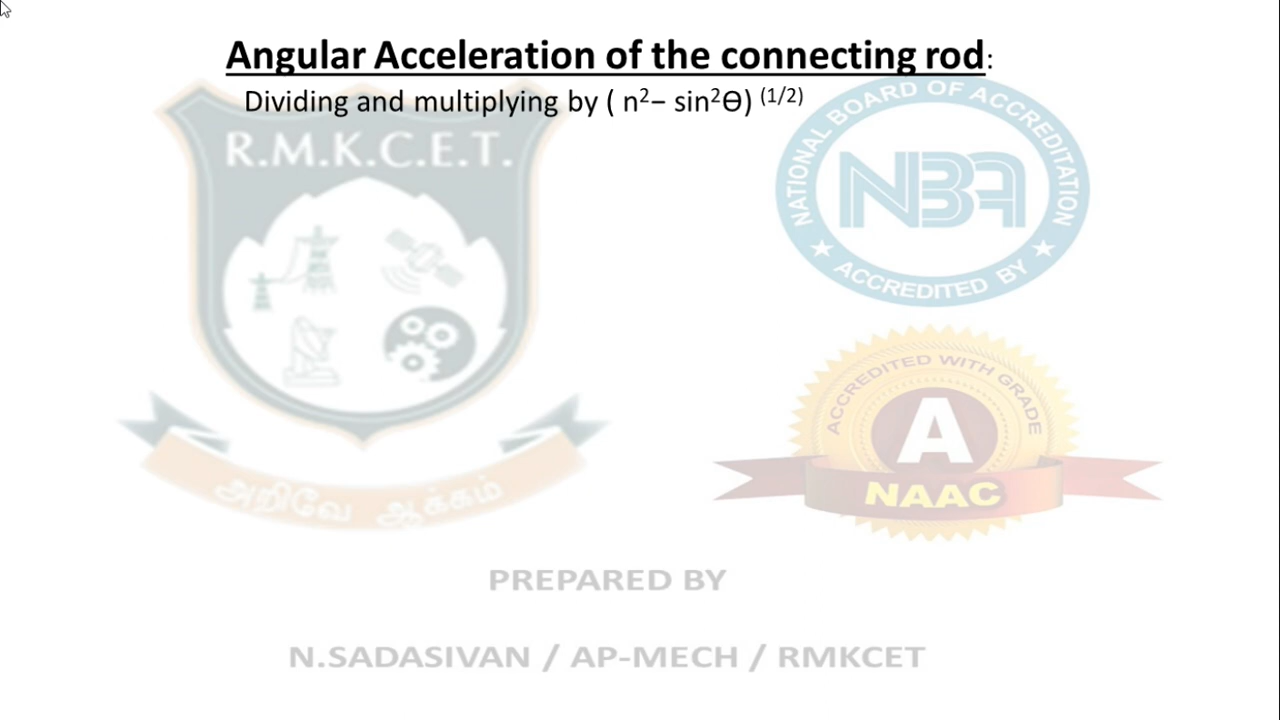 Angular Acceleration of the connecting rod:
Dividing and multiplying by ( n²– sin²Ɵ) ⁽¹/²⁾
R.M.K.C.E.T.
NATIONAL BOARD OF ACCREDITATION
NBA
★ ACCREDITED BY ★
ACCREDITED WITH GRADE
A
NAAC
அறிவே ஆக்கம்
PREPARED BY
N.SADASIVAN / AP-MECH / RMKCET